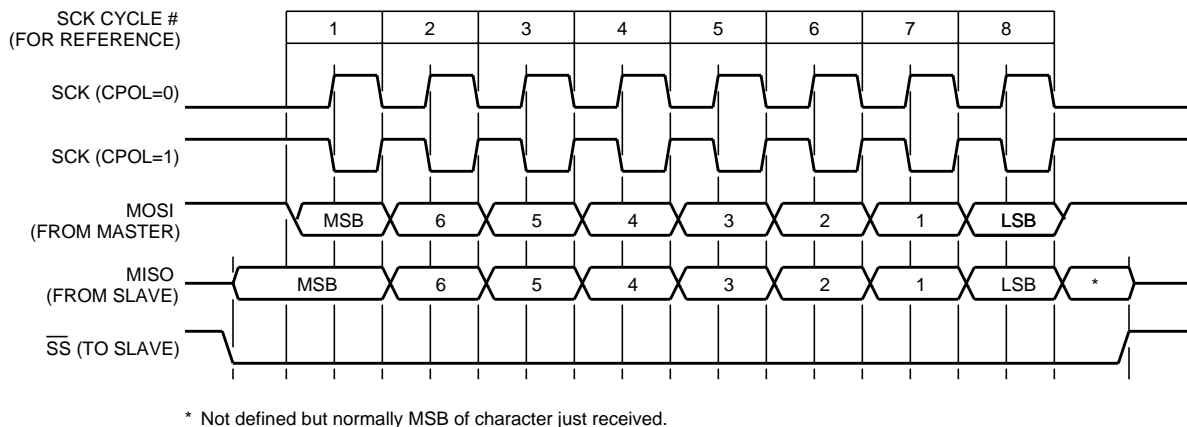 SCK CYCLE #
(FOR REFERENCE)
1 2 3 4 5 6 7 8
SCK (CPOL=0)
SCK (CPOL=1)
MOSI
(FROM MASTER)
MSB 6 5 4 3 2 1 LSB
MISO
(FROM SLAVE)
MSB 6 5 4 3 2 1 LSB *
SS (TO SLAVE)
* Not defined but normally MSB of character just received.